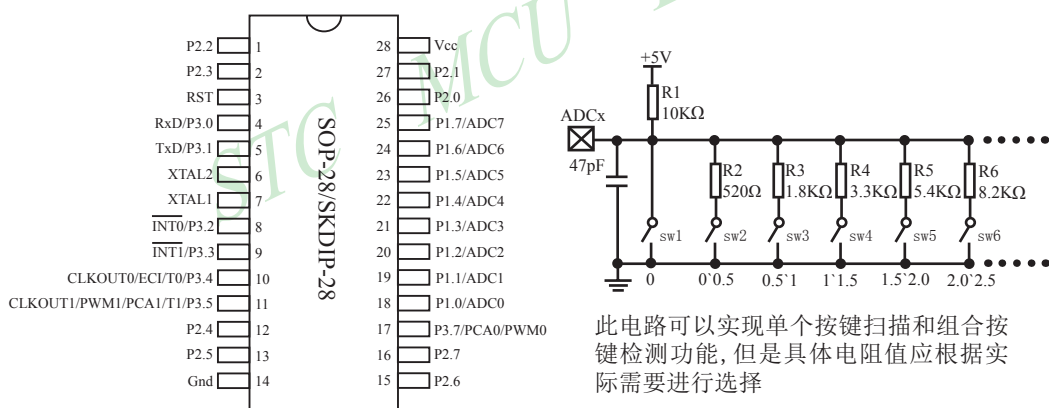 STC MCU
SOP-28/SKDIP-28
P2.2 1
P2.3 2
RST 3
RxD/P3.0 4
TxD/P3.1 5
XTAL2 6
XTAL1 7
INT0/P3.2 8
INT1/P3.3 9
CLKOUT0/ECI/T0/P3.4 10
CLKOUT1/PWM1/PCA1/T1/P3.5 11
P2.4 12
P2.5 13
Gnd 14
28 Vcc
27 P2.1
26 P2.0
25 P1.7/ADC7
24 P1.6/ADC6
23 P1.5/ADC5
22 P1.4/ADC4
21 P1.3/ADC3
20 P1.2/ADC2
19 P1.1/ADC1
18 P1.0/ADC0
17 P3.7/PCA0/PWM0
16 P2.7
15 P2.6
+5V
R1
10KΩ
ADCx
47pF
R2 R3 R4 R5 R6
520Ω 1.8KΩ 3.3KΩ 5.4KΩ 8.2KΩ
sw1 sw2 sw3 sw4 sw5 sw6
0 0`0.5 0.5`1 1`1.5 1.5`2.0 2.0`2.5
此电路可以实现单个按键扫描和组合按
键检测功能,但是具体电阻值应根据实
际需要进行选择